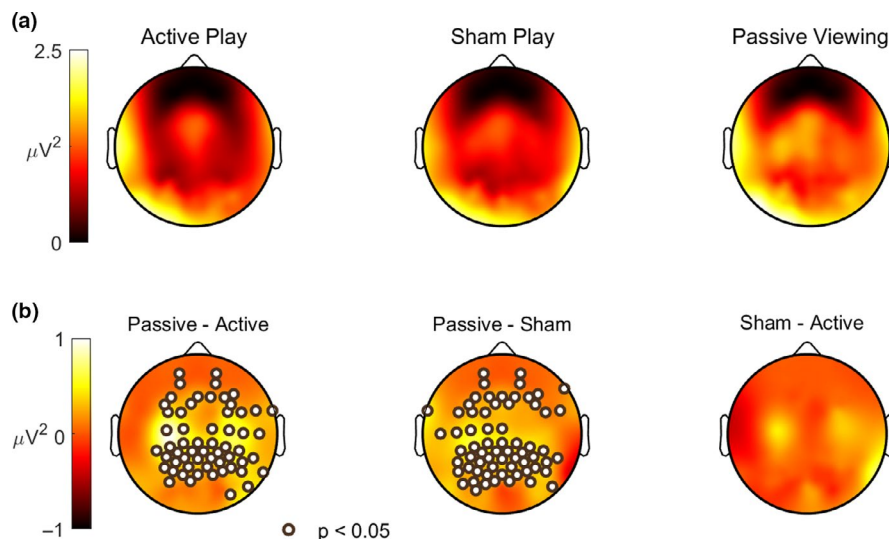 (a)
Active Play
Sham Play
Passive Viewing
2.5
μV²
0
(b)
Passive - Active
Passive - Sham
Sham - Active
1
μV²
0
−1
p < 0.05